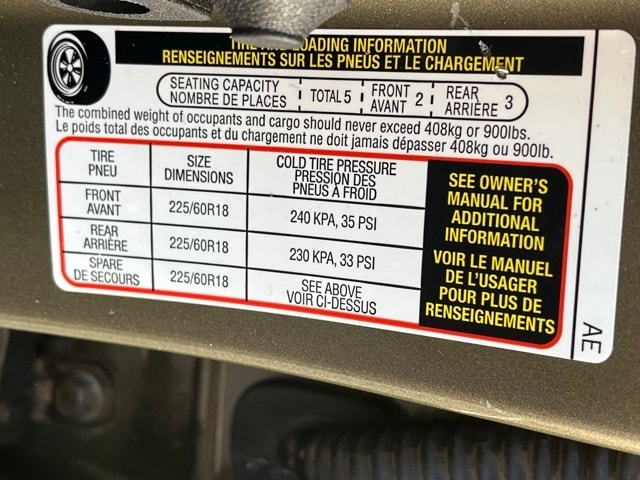 TIRE AND LOADING INFORMATION
RENSEIGNEMENTS SUR LES PNEUS ET LE CHARGEMENT
SEATING CAPACITY
NOMBRE DE PLACES
TOTAL 5
FRONT
AVANT 2
REAR
ARRIÈRE 3
The combined weight of occupants and cargo should never exceed 408kg or 900lbs.
Le poids total des occupants et du chargement ne doit jamais dépasser 408kg ou 900lb.
TIRE
PNEU
SIZE
DIMENSIONS
COLD TIRE PRESSURE
PRESSION DES
PNEUS À FROID
FRONT
AVANT
225/60R18
240 KPA, 35 PSI
REAR
ARRIÈRE
225/60R18
230 KPA, 33 PSI
SPARE
DE SECOURS
225/60R18
SEE ABOVE
VOIR CI-DESSUS
SEE OWNER'S
MANUAL FOR
ADDITIONAL
INFORMATION
VOIR LE MANUEL
DE L'USAGER
POUR PLUS DE
RENSEIGNEMENTS
AE